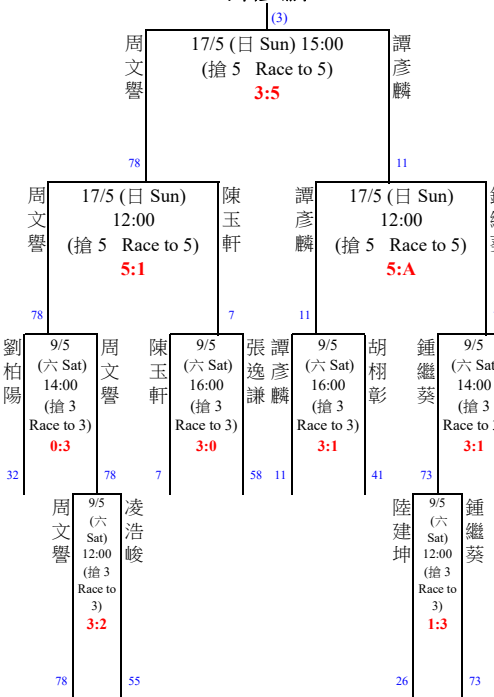 (3)
周文譽
17/5 (日 Sun) 15:00
(搶 5 Race to 5)
3:5
譚彥麟
78
11
周文譽
17/5 (日 Sun)
12:00
(搶 5 Race to 5)
5:1
陳玉軒
譚彥麟
17/5 (日 Sun)
12:00
(搶 5 Race to 5)
5:A
78
7
11
劉柏陽
9/5
(六 Sat)
14:00
(搶 3
Race to 3)
0:3
周文譽
陳玉軒
9/5
(六 Sat)
16:00
(搶 3
Race to 3)
3:0
張逸謙
譚彥麟
9/5
(六 Sat)
16:00
(搶 3
Race to 3)
3:1
胡栩彰
鍾繼葵
9/5
(六 Sat
14:00
(搶 3
Race to
3:1
32
78
7
58
11
41
73
周文譽
9/5
(六
Sat)
12:00
(搶 3
Race to
3)
3:2
凌浩峻
陸建坤
9/5
(六
Sat)
12:00
(搶 3
Race to
3)
1:3
鍾繼葵
78
55
26
73